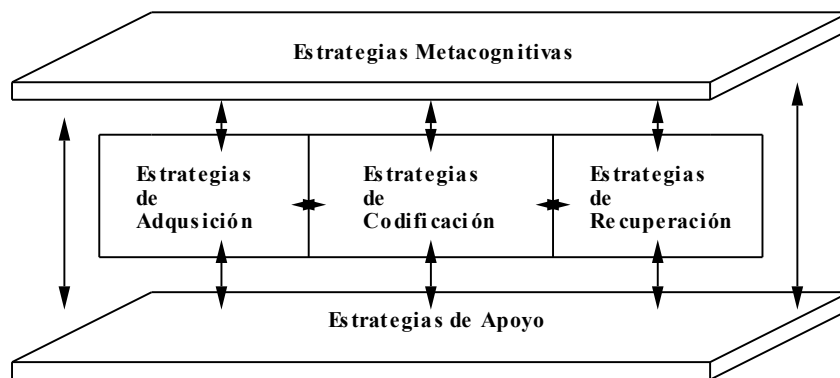 Estrategias Metacognitivas
Estrategias
de
Adqusición
Estrategias
de
Codificación
Estrategias
de
Recuperación
Estrategias de Apoyo